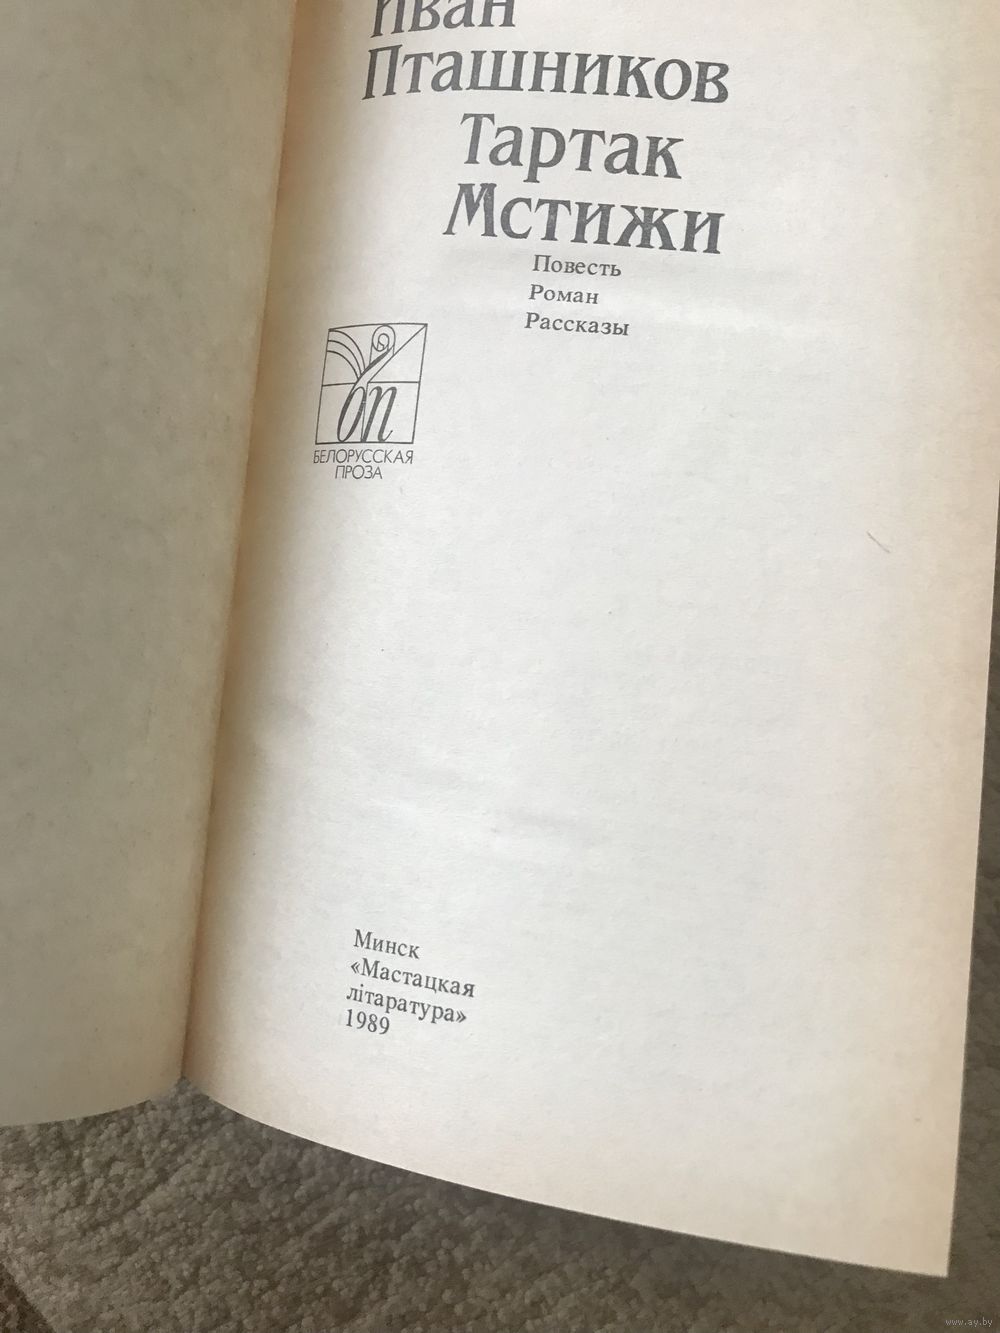 Иван
Пташников
Тартак
Мстижи
Повесть
Роман
Рассказы
бп
БЕЛОРУССКАЯ
ПРОЗА
Минск
«Мастацкая
літаратура»
1989
www.ay.by